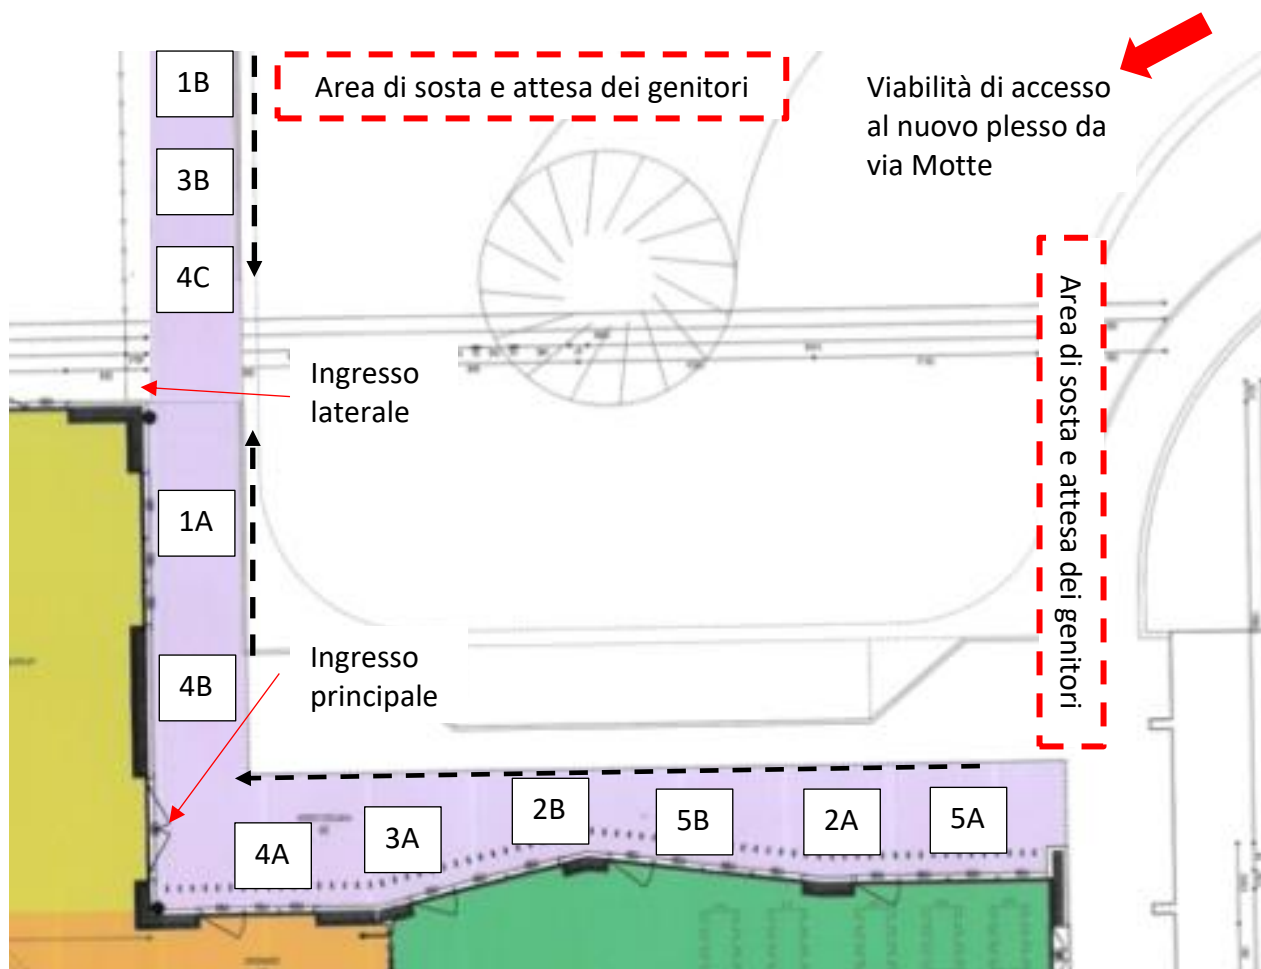 1B
Area di sosta e attesa dei genitori
Viabilità di accesso
al nuovo plesso da
via Motte
3B
4C
Area di sosta e attesa dei genitori
Ingresso
laterale
1A
Ingresso
principale
4B
4A
3A
2B
5B
2A
5A